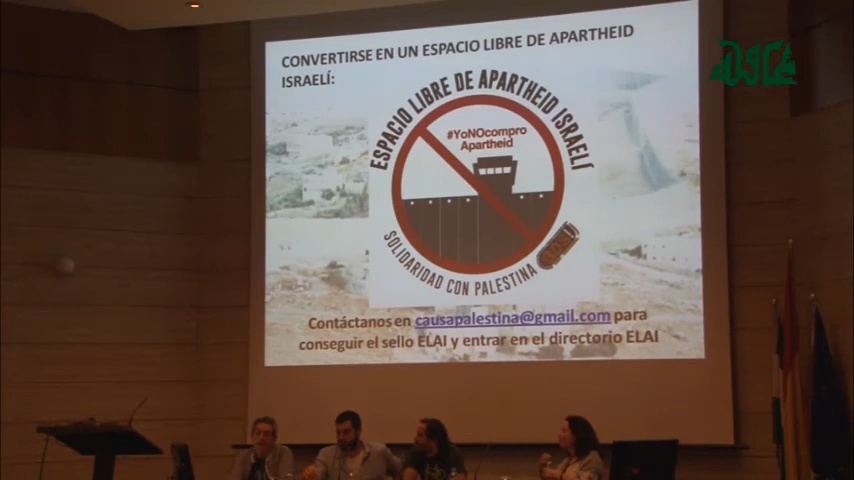 CONVERTIRSE EN UN ESPACIO LIBRE DE APARTHEID
ISRAELÍ:
ESPACIO LIBRE DE APARTHEID ISRAELÍ
#YoNOcompro
Apartheid
SOLIDARIDAD CON PALESTINA
Contáctanos en causapalestina@gmail.com para
conseguir el sello ELAI y entrar en el directorio ELAI